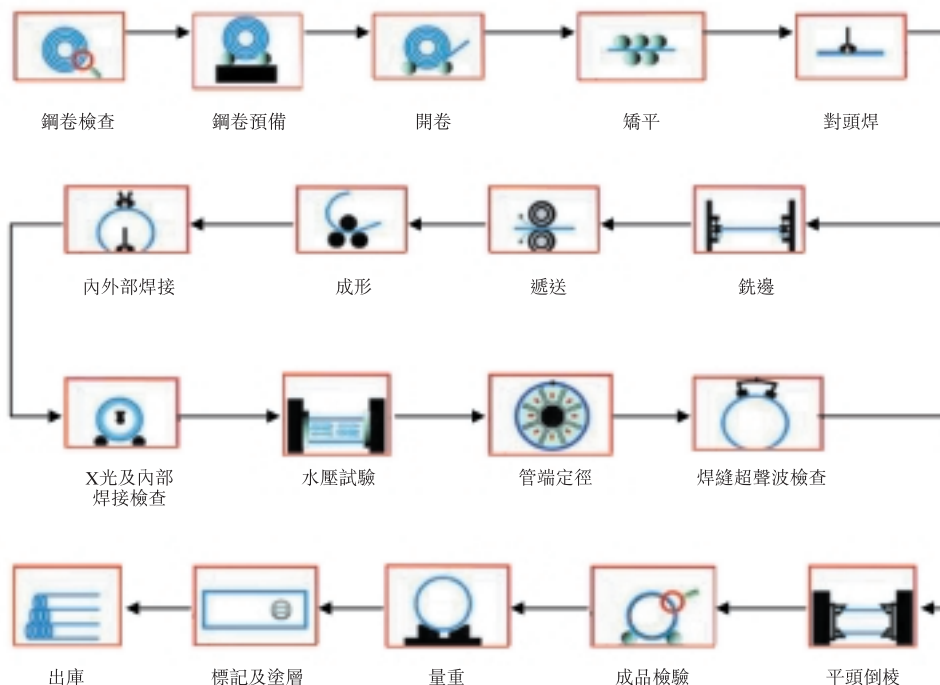 鋼卷檢查
鋼卷預備
開卷
矯平
對頭焊
內外部焊接
成形
遞送
銑邊
X光及內部
焊接檢查
水壓試驗
管端定徑
焊縫超聲波檢查
出庫
標記及塗層
量重
成品檢驗
平頭倒棱